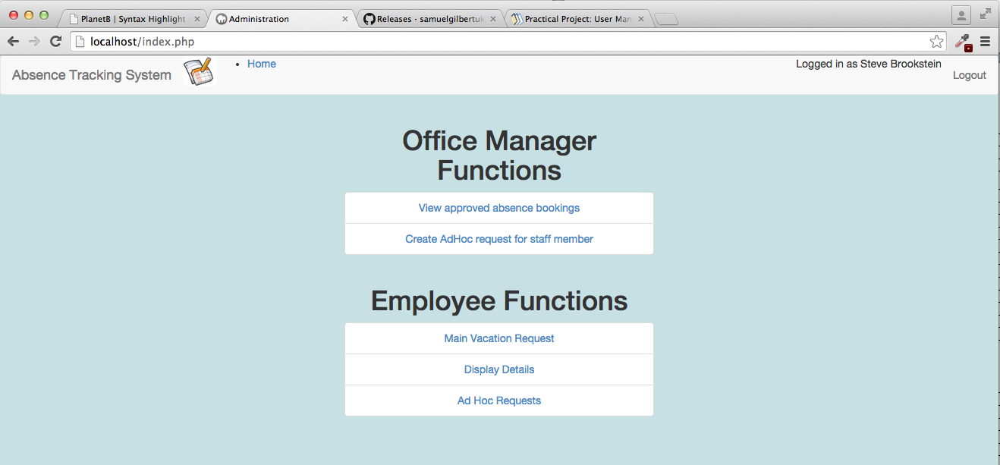 PlanetB | Syntax Highlight
Administration
Releases · samuelgilbertuk
Practical Project: User Man
localhost/index.php
Absence Tracking System
Home
Logged in as Steve Brookstein
Logout
Office Manager
Functions
View approved absence bookings
Create AdHoc request for staff member
Employee Functions
Main Vacation Request
Display Details
Ad Hoc Requests